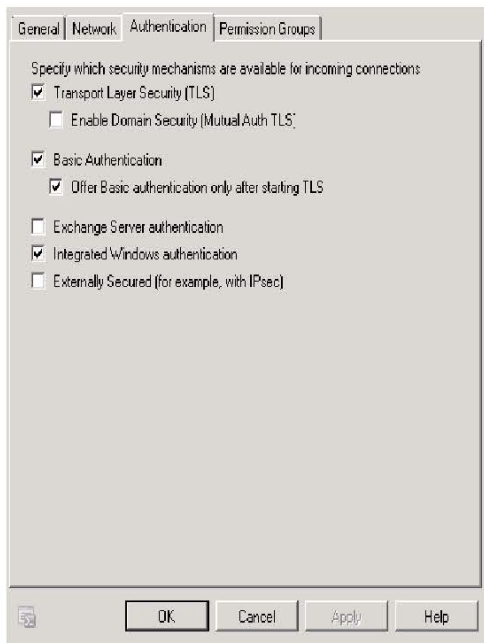 General Network Authentication Permission Groups
Specify which security mechanisms are available for incoming connections
Transport Layer Security (TLS)
Enable Domain Security (Mutual Auth TLS)
Basic Authentication
Offer Basic authentication only after starting TLS
Exchange Server authentication
Integrated Windows authentication
Externally Secured (for example, with IPsec)
OK Cancel Apply Help